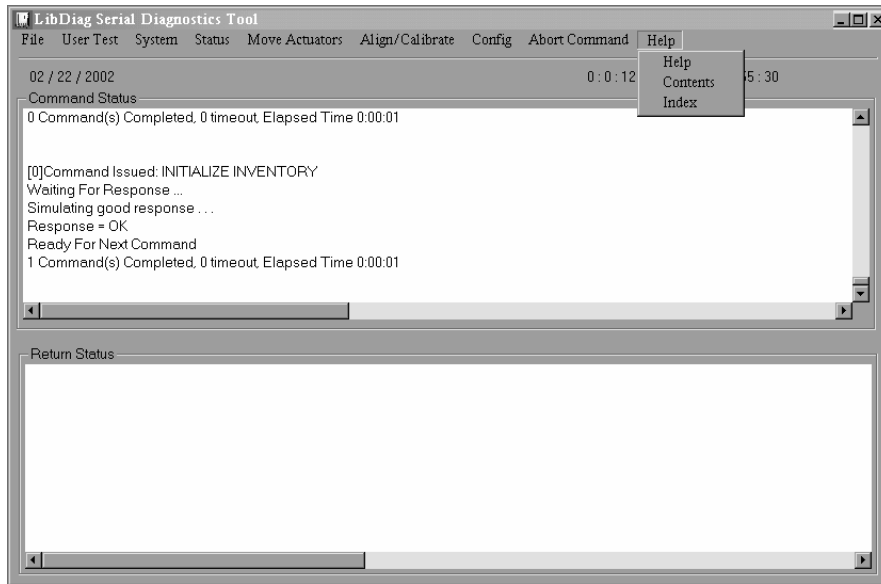 LibDiag Serial Diagnostics Tool
File User Test System Status Move Actuators Align/Calibrate Config Abort Command Help
Help
Contents
Index
02 / 22 / 2002 0 : 0 : 12 5 : 30
Command Status
0 Command(s) Completed, 0 timeout, Elapsed Time 0:00:01
[0]Command Issued: INITIALIZE INVENTORY
Waiting For Response ...
Simulating good response . . .
Response = OK
Ready For Next Command
1 Command(s) Completed, 0 timeout, Elapsed Time 0:00:01
Return Status